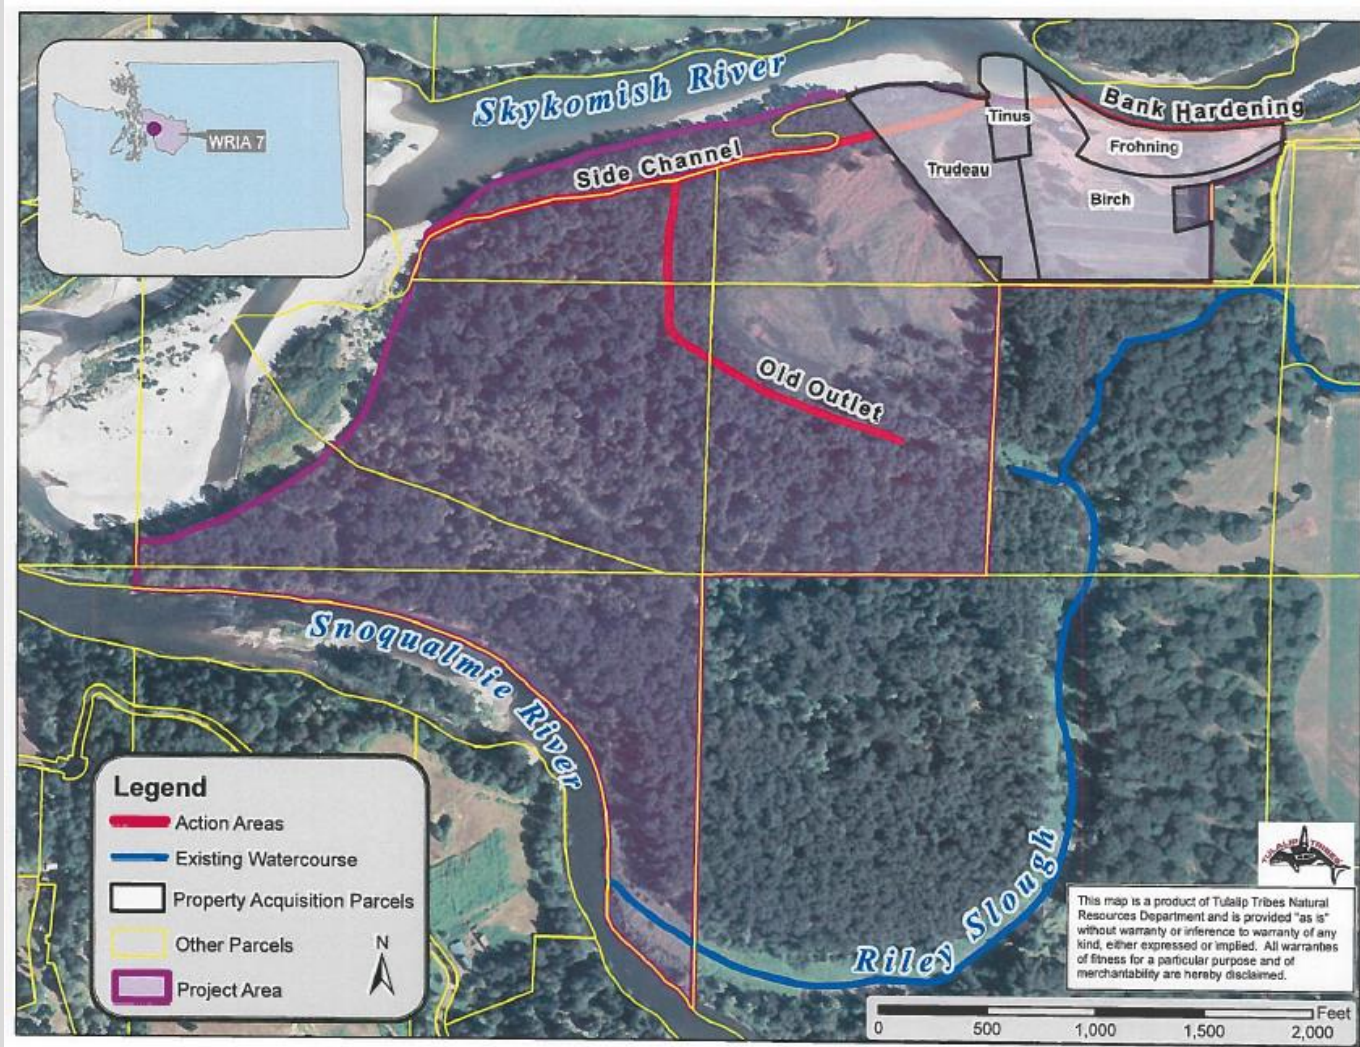 Skykomish River
Bank Hardening
WRIA 7
Tinus
Frohning
Side Channel
Trudeau
Birch
Old Outlet
Snoqualmie River
Legend
Action Areas
Existing Watercourse
Property Acquisition Parcels
Other Parcels
Project Area
N
Riley Slough
TULALIP TRIBES
This map is a product of Tulalip Tribes Natural
Resources Department and is provided "as is"
without warranty or inference to warranty of any
kind, either expressed or implied. All warranties
of fitness for a particular purpose and of
merchantability are hereby disclaimed.
Feet
0 500 1,000 1,500 2,000